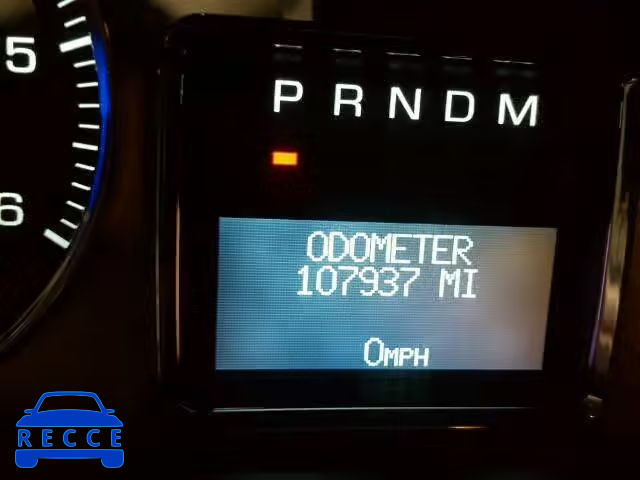 5
6
P R N D M
ODOMETER
107937 MI
0MPH
RECCE